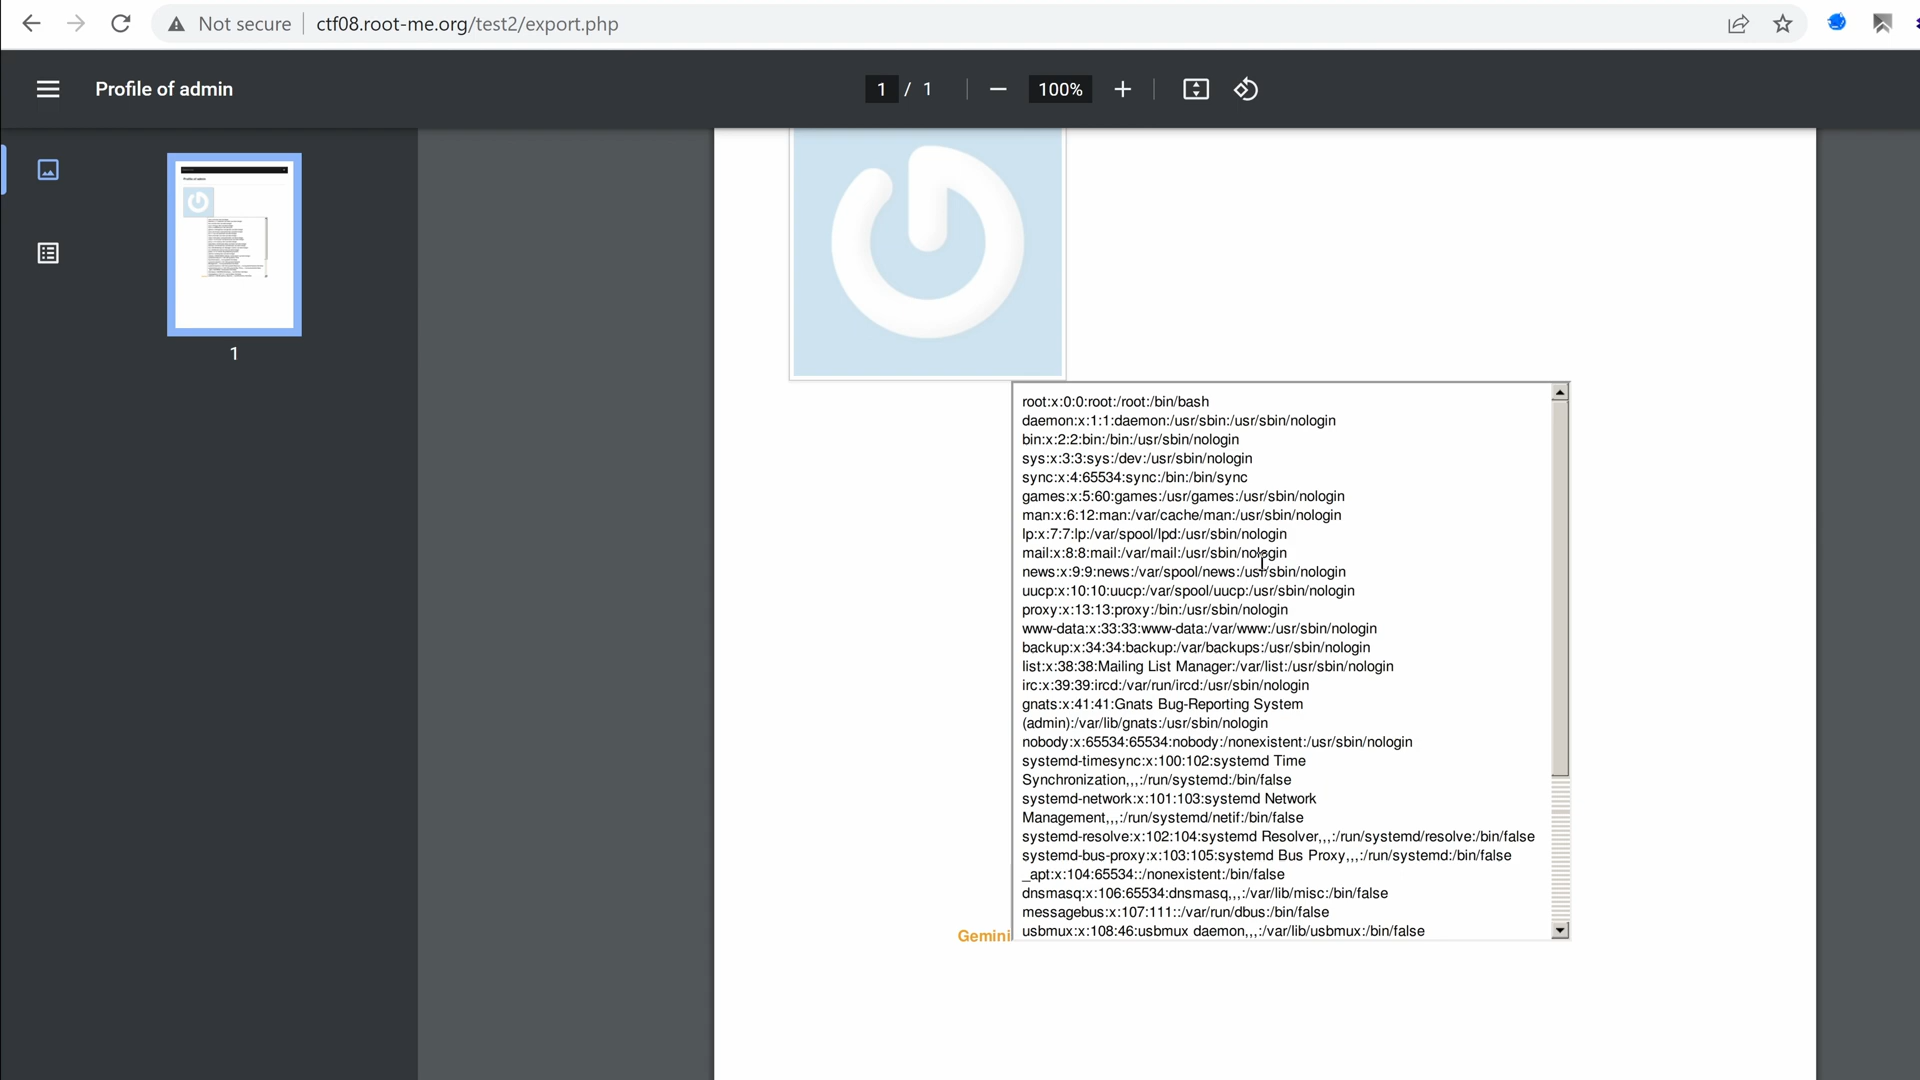 Not secure
ctf08.root-me.org/test2/export.php
Profile of admin
1 / 1
100%
1
root:x:0:0:root:/root:/bin/bash
daemon:x:1:1:daemon:/usr/sbin:/usr/sbin/nologin
bin:x:2:2:bin:/bin:/usr/sbin/nologin
sys:x:3:3:sys:/dev:/usr/sbin/nologin
sync:x:4:65534:sync:/bin:/bin/sync
games:x:5:60:games:/usr/games:/usr/sbin/nologin
man:x:6:12:man:/var/cache/man:/usr/sbin/nologin
lp:x:7:7:lp:/var/spool/lpd:/usr/sbin/nologin
mail:x:8:8:mail:/var/mail:/usr/sbin/nologin
news:x:9:9:news:/var/spool/news:/usr/sbin/nologin
uucp:x:10:10:uucp:/var/spool/uucp:/usr/sbin/nologin
proxy:x:13:13:proxy:/bin:/usr/sbin/nologin
www-data:x:33:33:www-data:/var/www:/usr/sbin/nologin
backup:x:34:34:backup:/var/backups:/usr/sbin/nologin
list:x:38:38:Mailing List Manager:/var/list:/usr/sbin/nologin
irc:x:39:39:ircd:/var/run/ircd:/usr/sbin/nologin
gnats:x:41:41:Gnats Bug-Reporting System
(admin):/var/lib/gnats:/usr/sbin/nologin
nobody:x:65534:65534:nobody:/nonexistent:/usr/sbin/nologin
systemd-timesync:x:100:102:systemd Time
Synchronization,,,:/run/systemd:/bin/false
systemd-network:x:101:103:systemd Network
Management,,,:/run/systemd/netif:/bin/false
systemd-resolve:x:102:104:systemd Resolver,,,:/run/systemd/resolve:/bin/false
systemd-bus-proxy:x:103:105:systemd Bus Proxy,,,:/run/systemd:/bin/false
_apt:x:104:65534::/nonexistent:/bin/false
dnsmasq:x:106:65534:dnsmasq,,,:/var/lib/misc:/bin/false
messagebus:x:107:111::/var/run/dbus:/bin/false
usbmux:x:108:46:usbmux daemon,,,:/var/lib/usbmux:/bin/false
Gemini